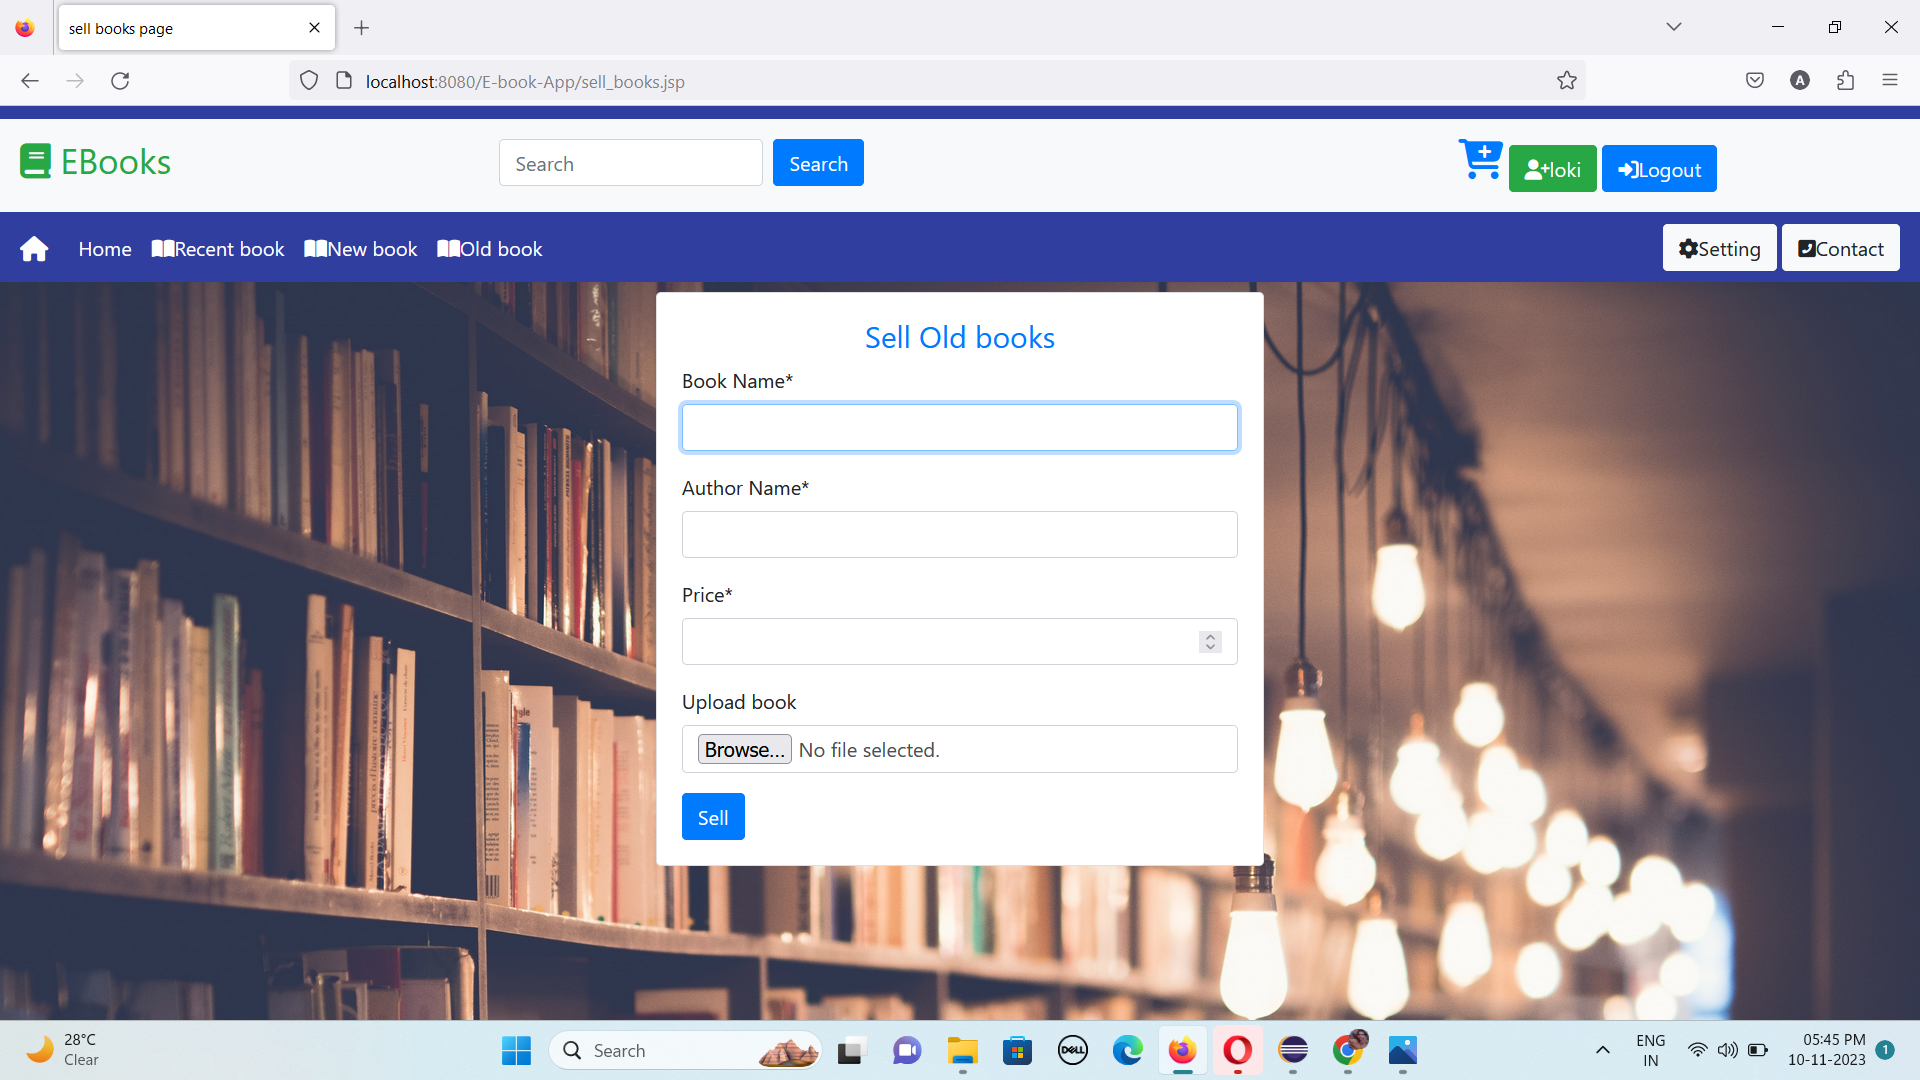 sell books page
localhost:8080/E-book-App/sell_books.jsp
A
EBooks
Search
Search
loki
Logout
Home
Recent book
New book
Old book
Setting
Contact
Sell Old books
Book Name*
Author Name*
Price*
Upload book
Browse...
No file selected.
Sell
28°C
Clear
Search
DELL
ENG
IN
05:45 PM
10-11-2023
1